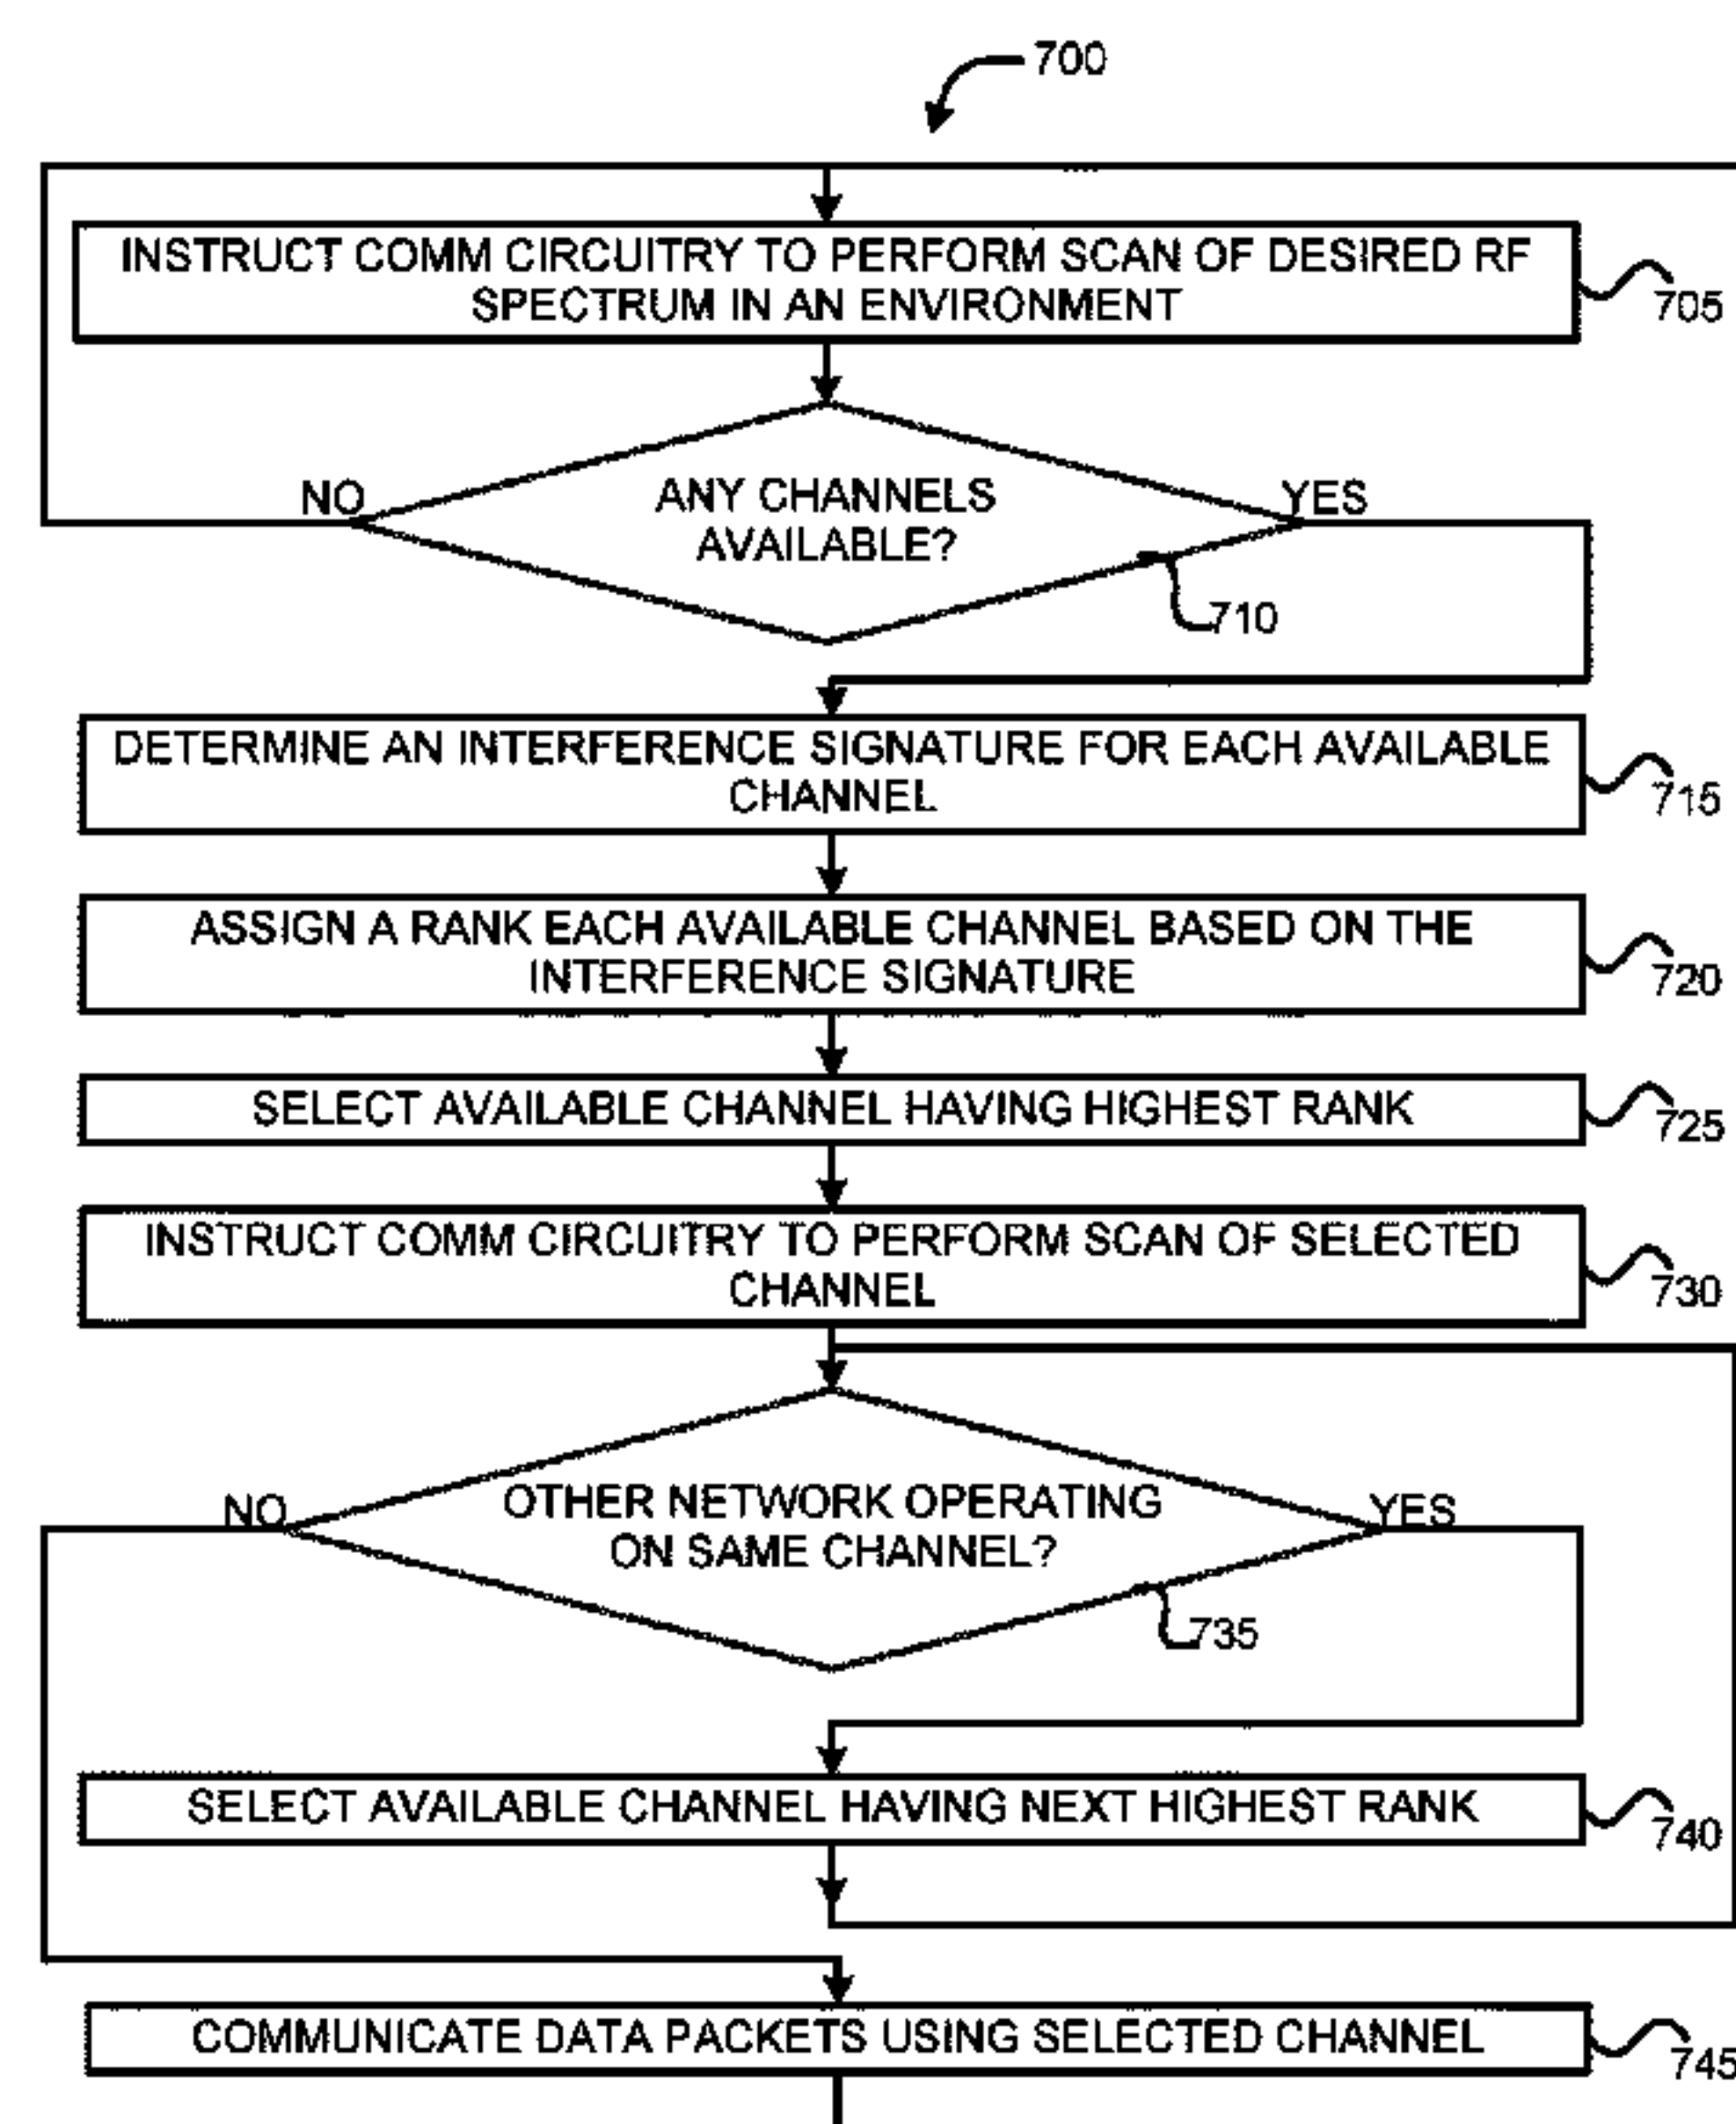 700
INSTRUCT COMM CIRCUITRY TO PERFORM SCAN OF DESIRED RF
SPECTRUM IN AN ENVIRONMENT
705
NO
ANY CHANNELS
AVAILABLE?
YES
710
DETERMINE AN INTERFERENCE SIGNATURE FOR EACH AVAILABLE
CHANNEL
715
ASSIGN A RANK EACH AVAILABLE CHANNEL BASED ON THE
INTERFERENCE SIGNATURE
720
SELECT AVAILABLE CHANNEL HAVING HIGHEST RANK
725
INSTRUCT COMM CIRCUITRY TO PERFORM SCAN OF SELECTED
CHANNEL
730
NO
OTHER NETWORK OPERATING
ON SAME CHANNEL?
YES
735
SELECT AVAILABLE CHANNEL HAVING NEXT HIGHEST RANK
740
COMMUNICATE DATA PACKETS USING SELECTED CHANNEL
745